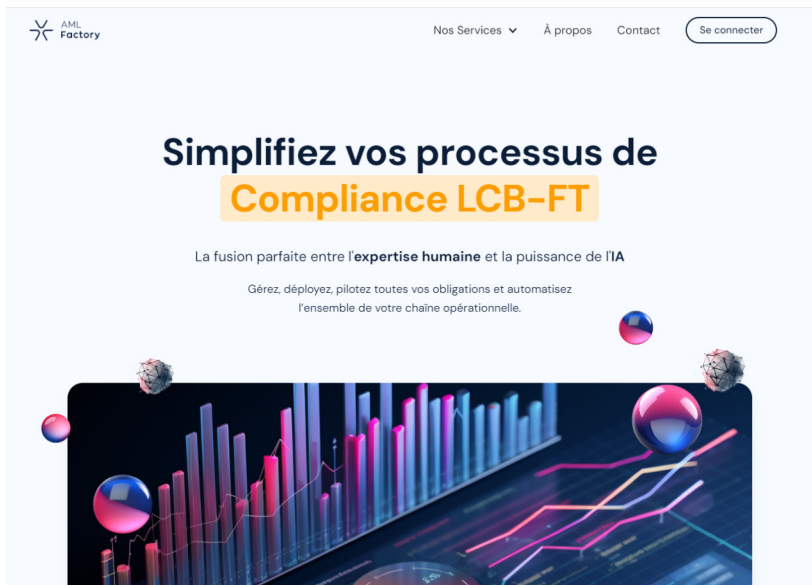 AML
Factory
Nos Services
À propos
Contact
Se connecter
Simplifiez vos processus de
Compliance LCB-FT
La fusion parfaite entre l'expertise humaine et la puissance de l'IA
Gérez, déployez, pilotez toutes vos obligations et automatisez
l'ensemble de votre chaîne opérationnelle.